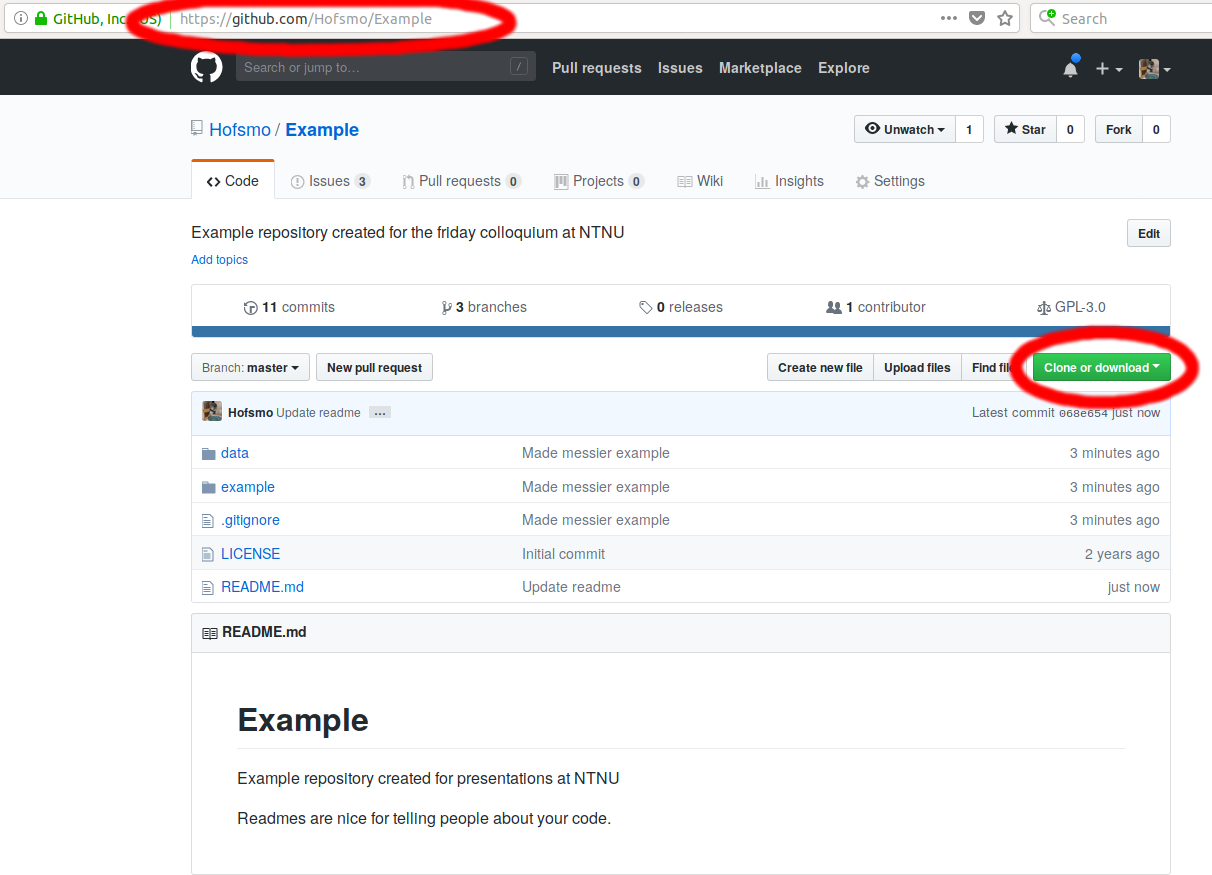 GitHub, Inc US) https://github.com/Hofsmo/Example ••• Search
Search or jump to… / Pull requests Issues Marketplace Explore
Hofsmo / Example Unwatch 1 Star 0 Fork 0
Code Issues 3 Pull requests 0 Projects 0 Wiki Insights Settings
Example repository created for the friday colloquium at NTNU Edit
Add topics
11 commits 3 branches 0 releases 1 contributor GPL-3.0
Branch: master New pull request Create new file Upload files Find Clone or download
Hofsmo Update readme … Latest commit 068e654 just now
data Made messier example 3 minutes ago
example Made messier example 3 minutes ago
.gitignore Made messier example 3 minutes ago
LICENSE Initial commit 2 years ago
README.md Update readme just now
README.md
Example
Example repository created for presentations at NTNU
Readmes are nice for telling people about your code.